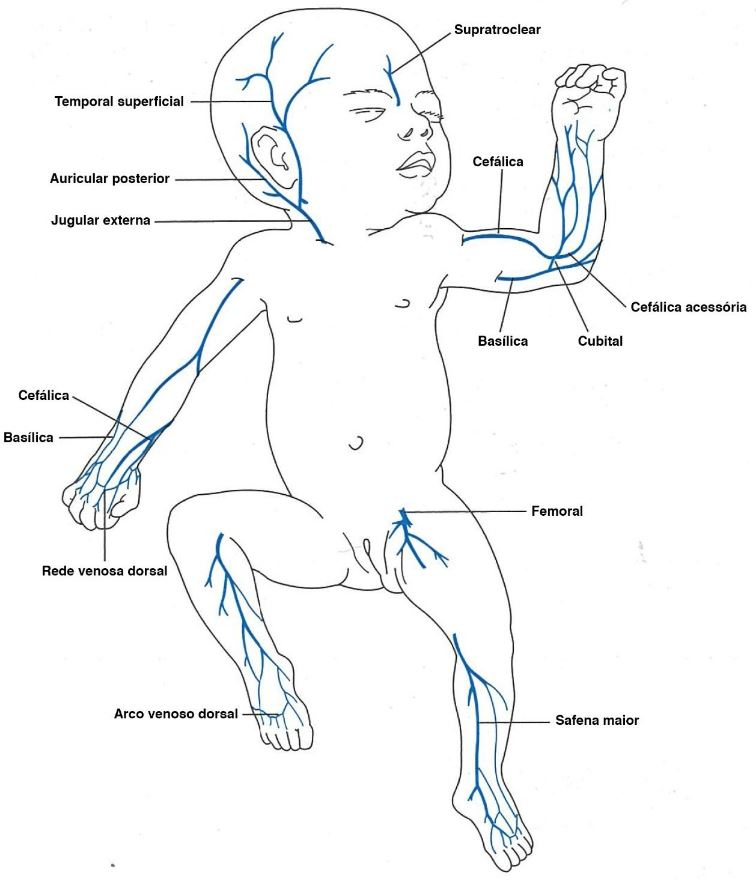 Supratroclear
Temporal superficial
Cefálica
Auricular posterior
Jugular externa
Cefálica acessória
Basílica
Cubital
Cefálica
Basílica
Femoral
Rede venosa dorsal
Arco venoso dorsal
Safena maior